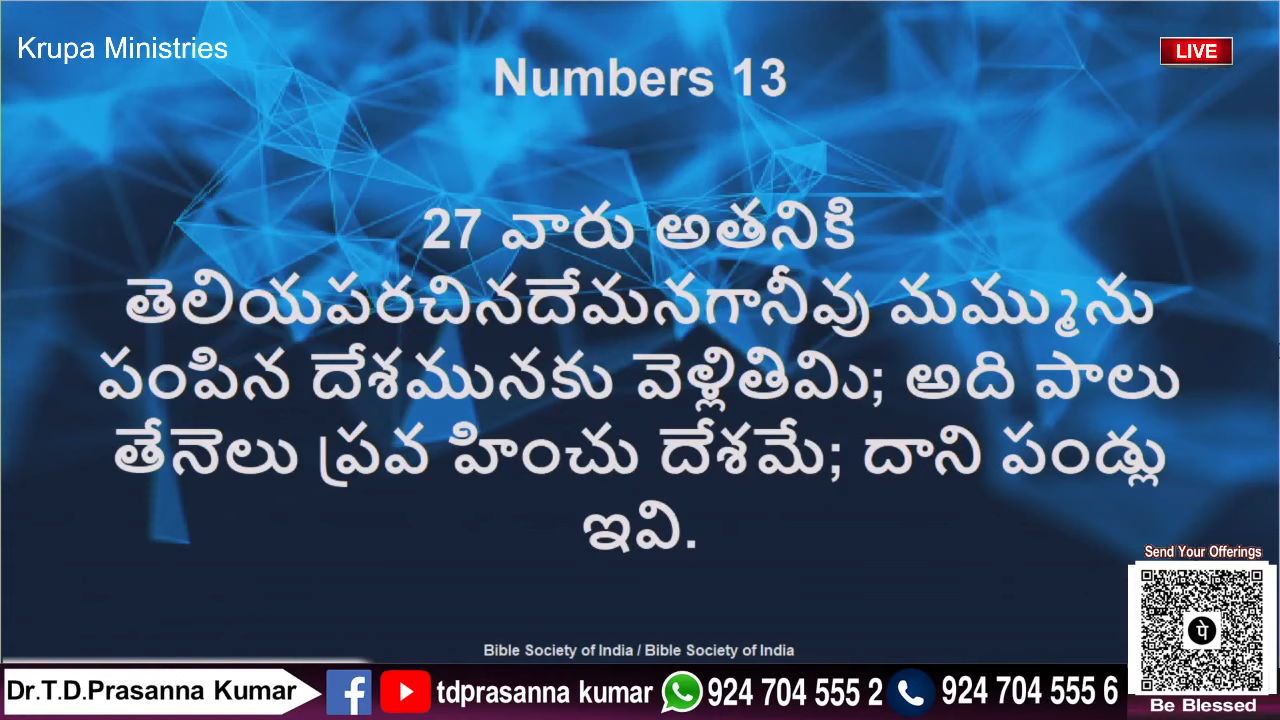 Krupa Ministries
LIVE
Numbers 13
27 వారు అతనికి
తెలియపరచినదేమనగానీవు మమ్మును
పంపిన దేశమునకు వెళ్లితివిు; అది పాలు
తేనెలు ప్రవ హించు దేశమే; దాని పండ్లు
ఇవి.
Send Your Offerings
पे
Bible Society of India / Bible Society of India
Dr.T.D.Prasanna Kumar
tdprasanna kumar
924 704 555 2
924 704 555 6
Be Blessed